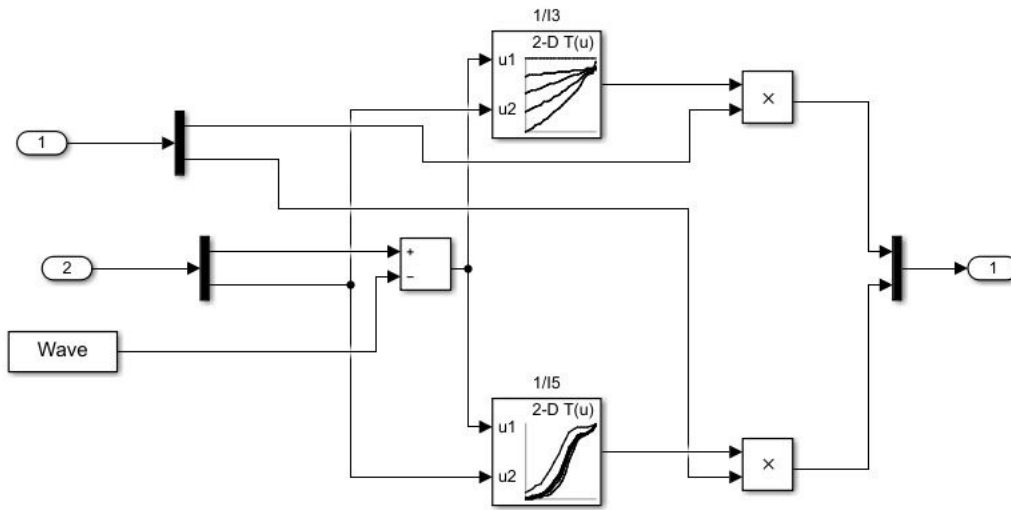 1/I3
2-D T(u)
u1
u2
×
1
2
+
−
1
Wave
1/I5
2-D T(u)
u1
u2
×